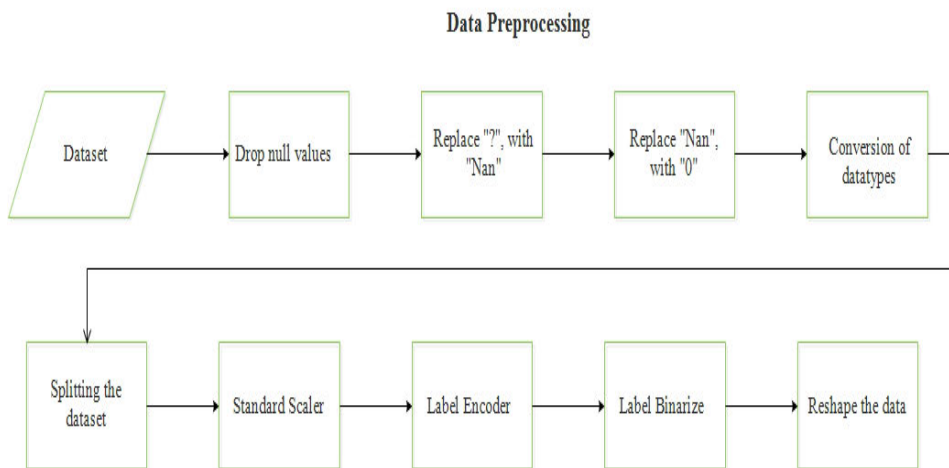 Data Preprocessing
Dataset
Drop null values
Replace "?", with
"Nan"
Replace "Nan",
with "0"
Conversion of
datatypes
Splitting the
dataset
Standard Scaler
Label Encoder
Label Binarize
Reshape the data